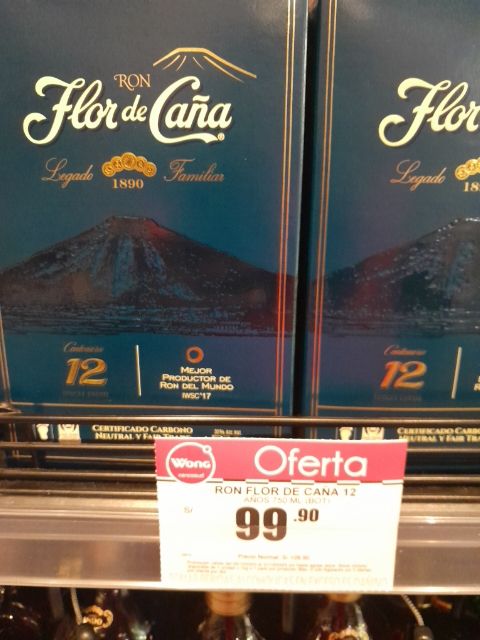 RON
Flor de Caña
Legado 1890 Familiar
Centenario
12
MEJOR
PRODUCTOR DE
RON DEL MUNDO
IWSC'17
CERTIFICADO CARBONO
NEUTRAL Y FAIR TRADE
Flor
Legado
Centenario
12
CERTIFICADO CARBONO
NEUTRAL Y FAIR TRA
Wong
cencosud
Oferta
RON FLOR DE CAÑA 12
AÑOS 750 ML (BOT)
S/ 99.90